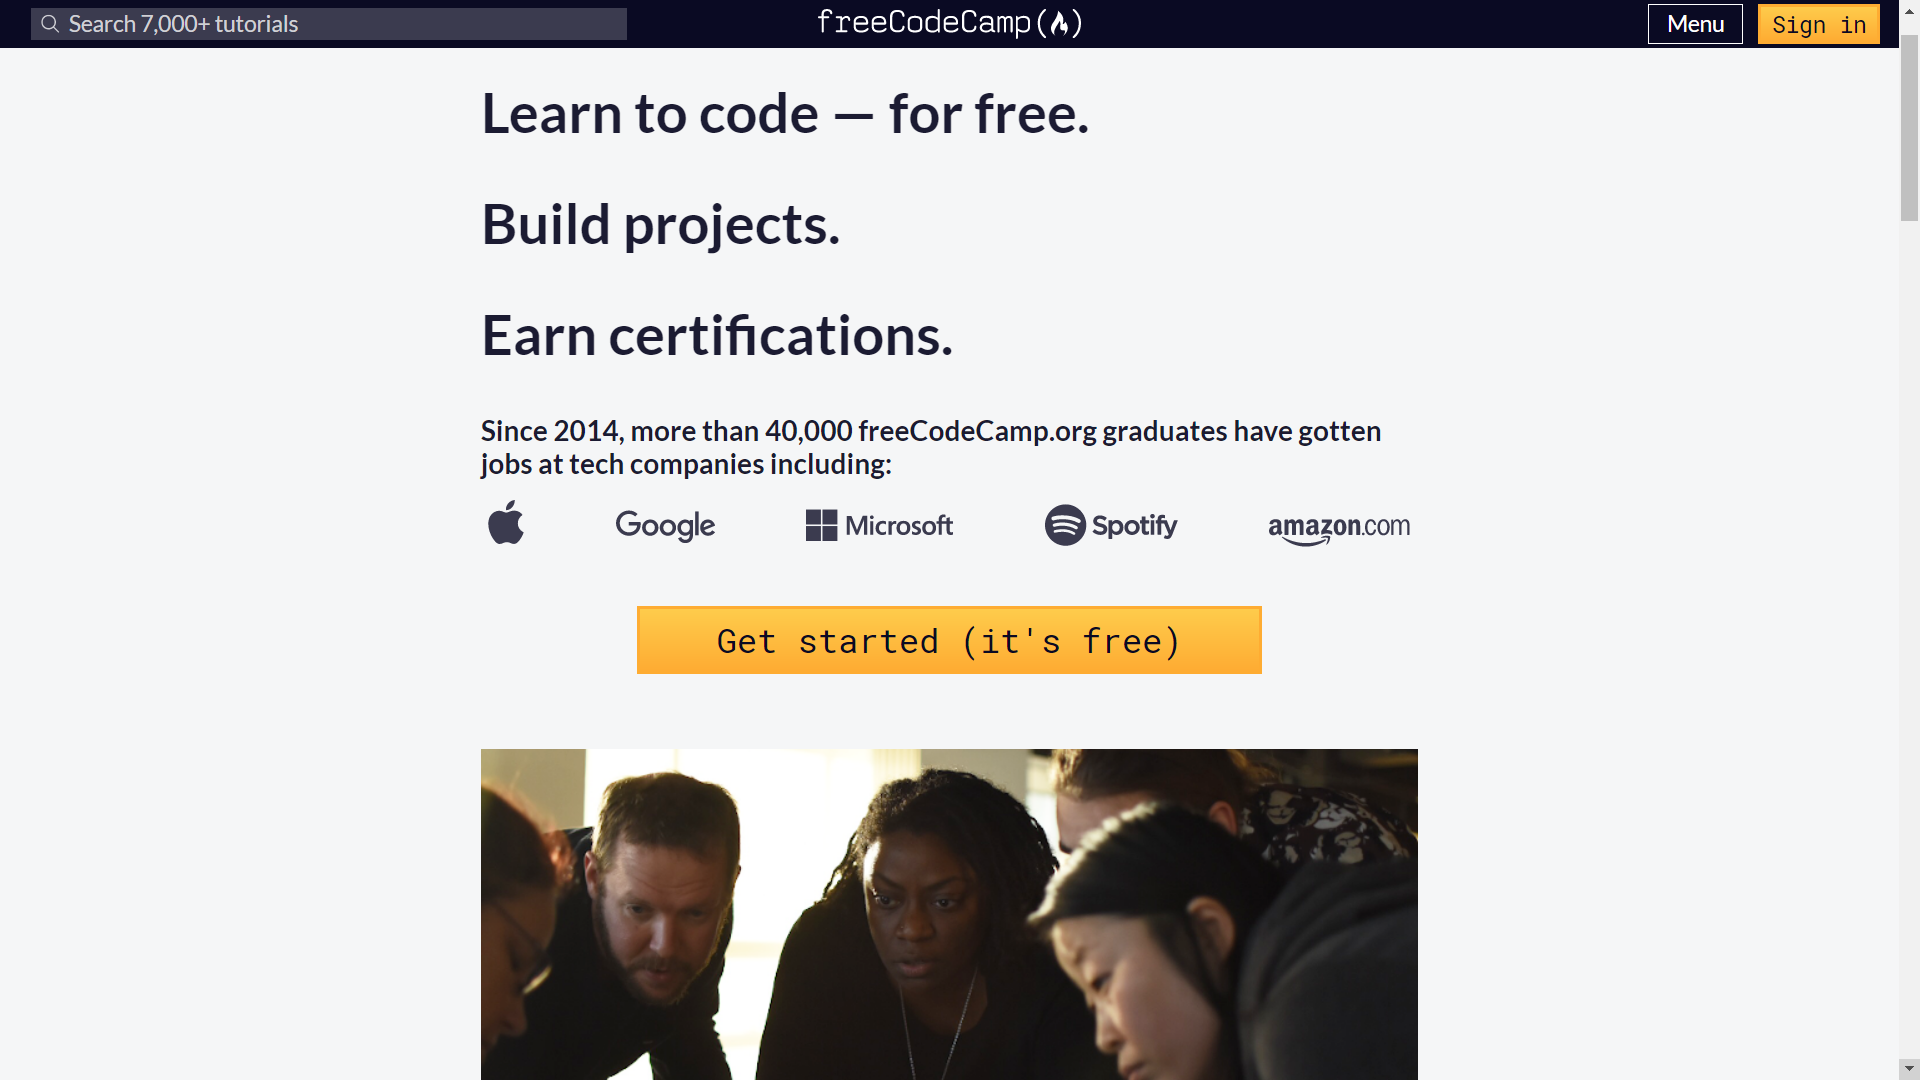 Search 7,000+ tutorials
freeCodeCamp
Menu
Sign in
Learn to code — for free.
Build projects.
Earn certifications.
Since 2014, more than 40,000 freeCodeCamp.org graduates have gotten
jobs at tech companies including:
Google
Microsoft
Spotify
amazon.com
Get started (it's free)